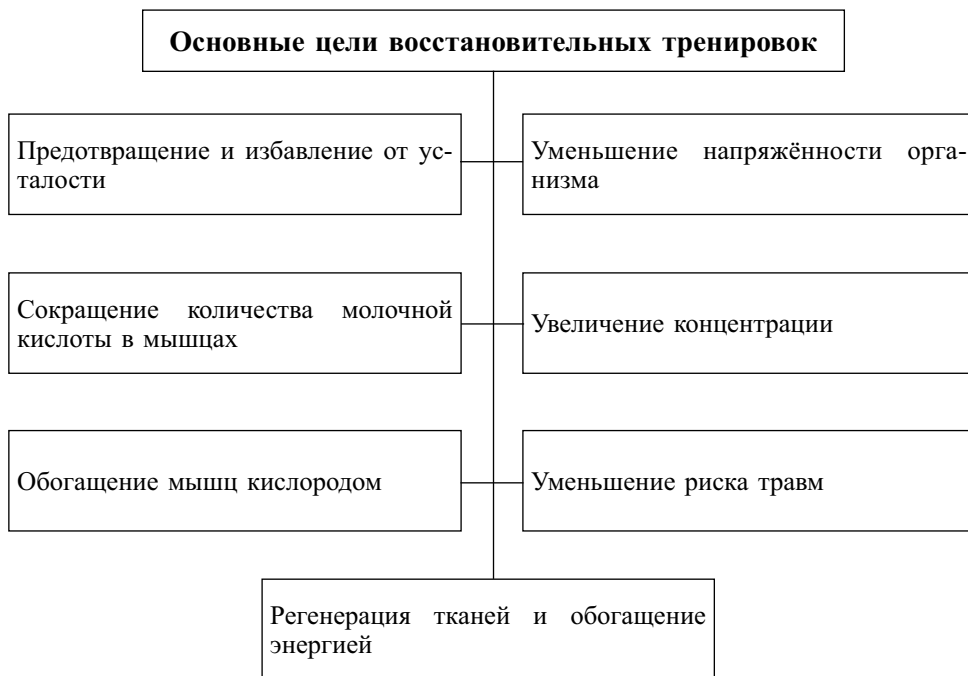 Основные цели восстановительных тренировок
Предотвращение и избавление от ус-
талости
Уменьшение напряжённости орга-
низма
Сокращение количества молочной
кислоты в мышцах
Увеличение концентрации
Обогащение мышц кислородом
Уменьшение риска травм
Регенерация тканей и обогащение
энергией